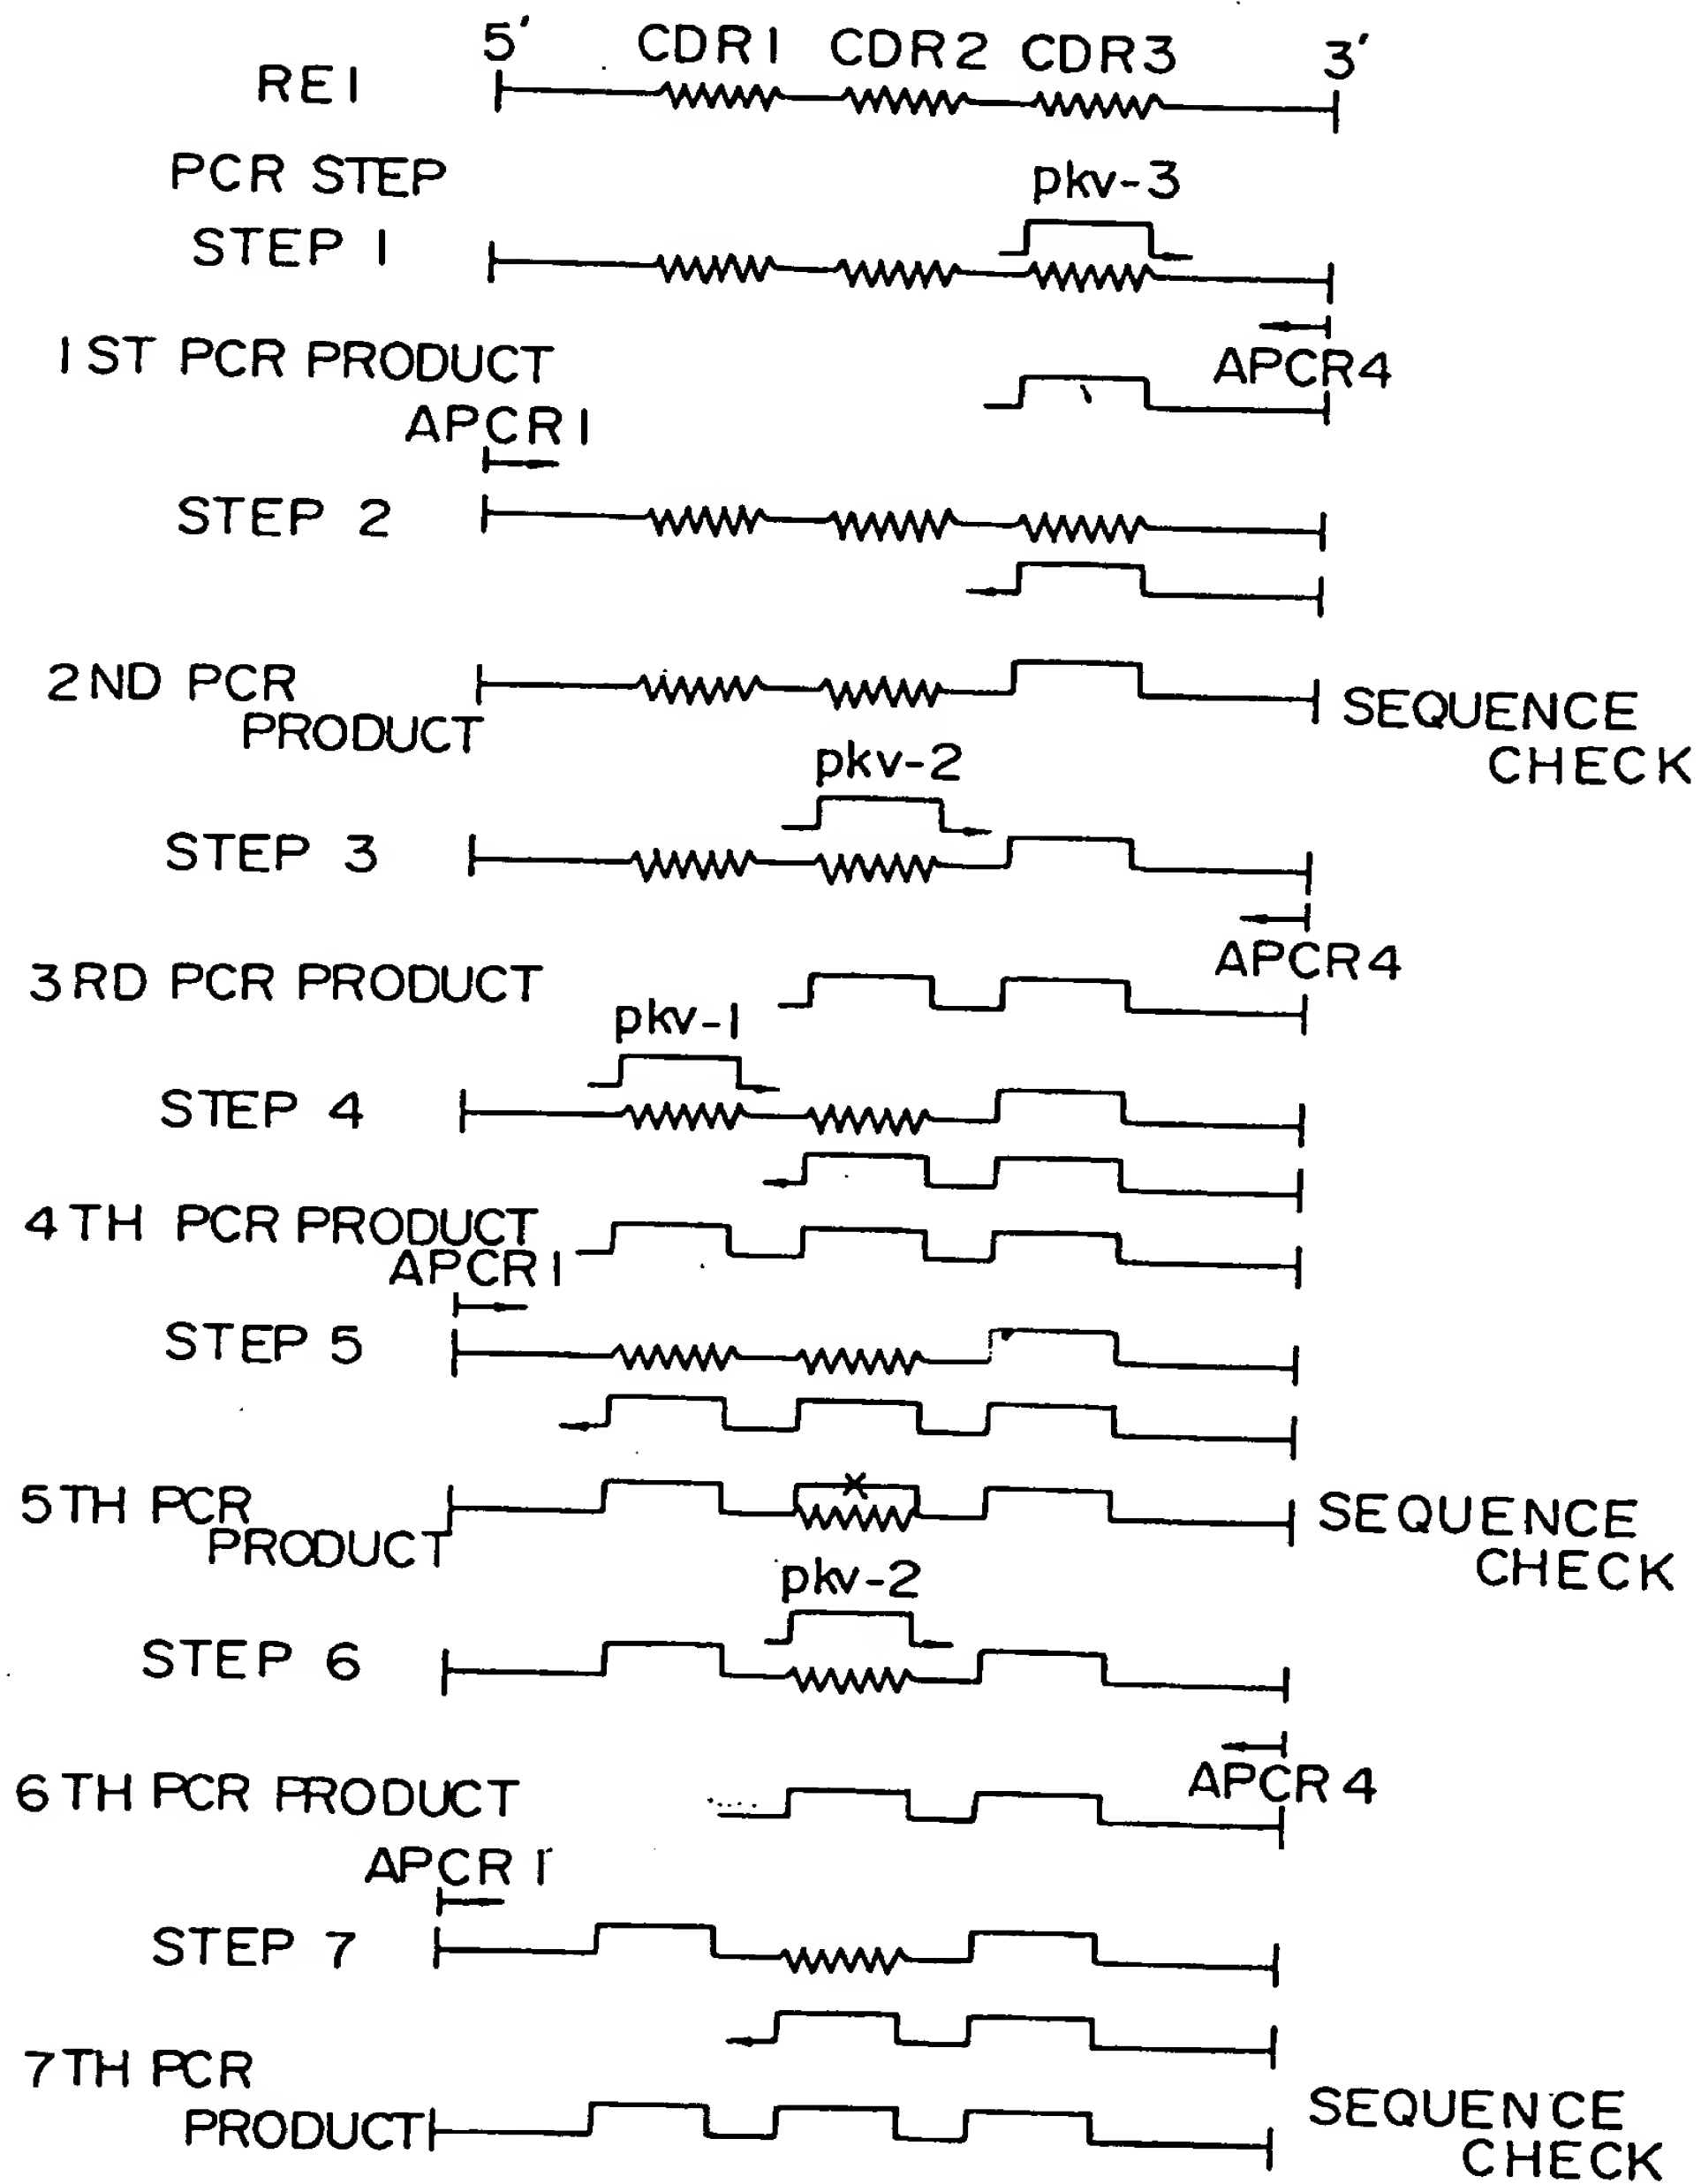 5' CDR1 CDR2 CDR3 3'
REI
PCR STEP
pkv-3
STEP 1
1ST PCR PRODUCT
APCR4
APCR1
STEP 2
2ND PCR
PRODUCT
SEQUENCE
CHECK
pkv-2
STEP 3
APCR4
3RD PCR PRODUCT
pkv-1
STEP 4
4TH PCR PRODUCT
APCR1
STEP 5
5TH PCR
PRODUCT
SEQUENCE
CHECK
pkv-2
STEP 6
APCR4
6TH PCR PRODUCT
APCR1
STEP 7
7TH PCR
PRODUCT
SEQUENCE
CHECK